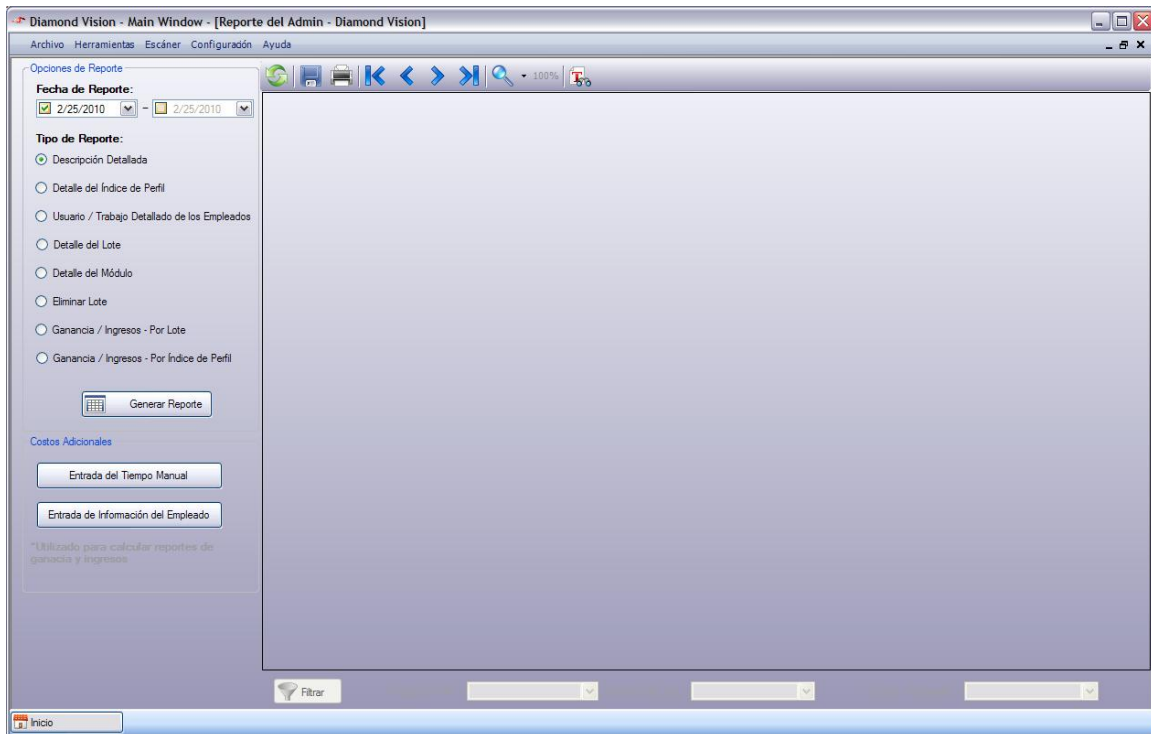 Diamond Vision - Main Window - [Reporte del Admin - Diamond Vision]
Archivo Herramientas Escáner Configuración Ayuda
Opciones de Reporte
Fecha de Reporte:
2/25/2010 - 2/25/2010
100%
Tipo de Reporte:
Descripción Detallada
Detalle del Índice de Perfil
Usuario / Trabajo Detallado de los Empleados
Detalle del Lote
Detalle del Módulo
Eliminar Lote
Ganancia / Ingresos - Por Lote
Ganancia / Ingresos - Por Índice de Perfil
Generar Reporte
Costos Adicionales
Entrada del Tiempo Manual
Entrada de Información del Empleado
*Utilizado para calcular reportes de
ganacia y ingresos
Filtrar
Inicio